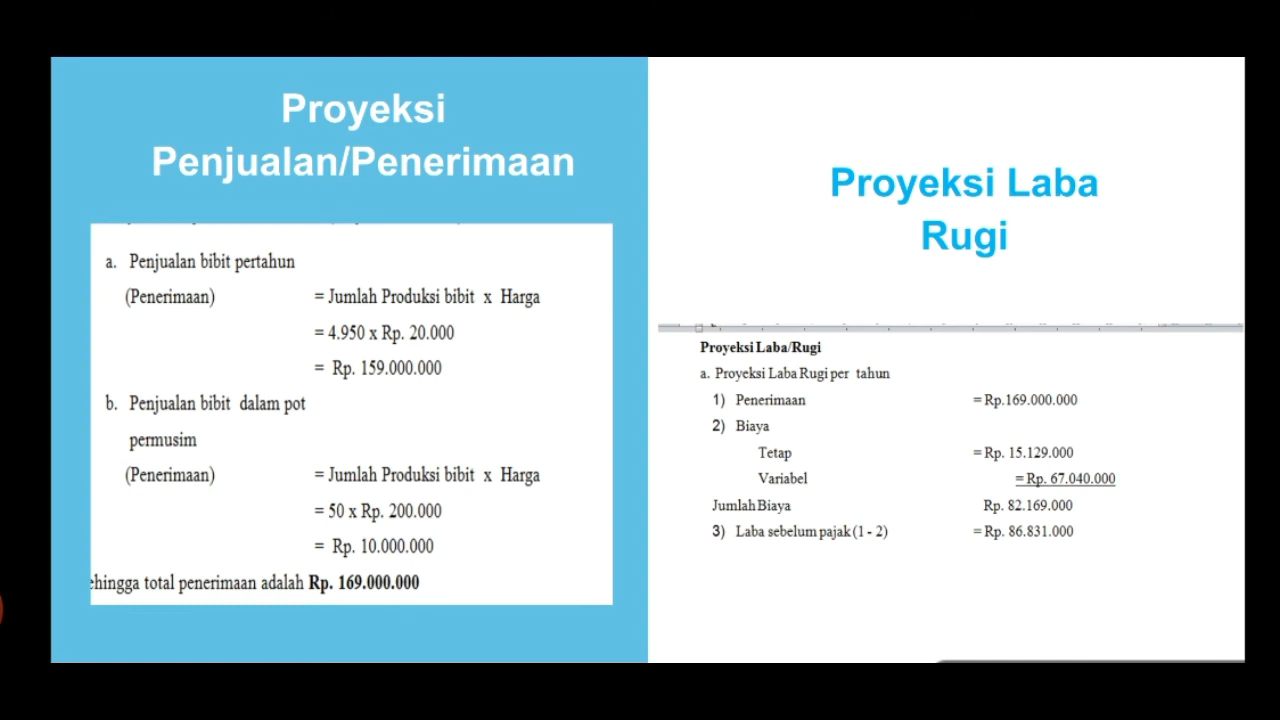 Proyeksi
Penjualan/Penerimaan
a. Penjualan bibit pertahun
(Penerimaan) = Jumlah Produksi bibit x Harga
= 4.950 x Rp. 20.000
= Rp. 159.000.000
b. Penjualan bibit dalam pot
permusim
(Penerimaan) = Jumlah Produksi bibit x Harga
= 50 x Rp. 200.000
= Rp. 10.000.000
ehingga total penerimaan adalah Rp. 169.000.000
Proyeksi Laba
Rugi
Proyeksi Laba/Rugi
a. Proyeksi Laba Rugi per tahun
1) Penerimaan = Rp.169.000.000
2) Biaya
Tetap = Rp. 15.129.000
Variabel = Rp. 67.040.000
Jumlah Biaya Rp. 82.169.000
3) Laba sebelum pajak (1 - 2) = Rp. 86.831.000